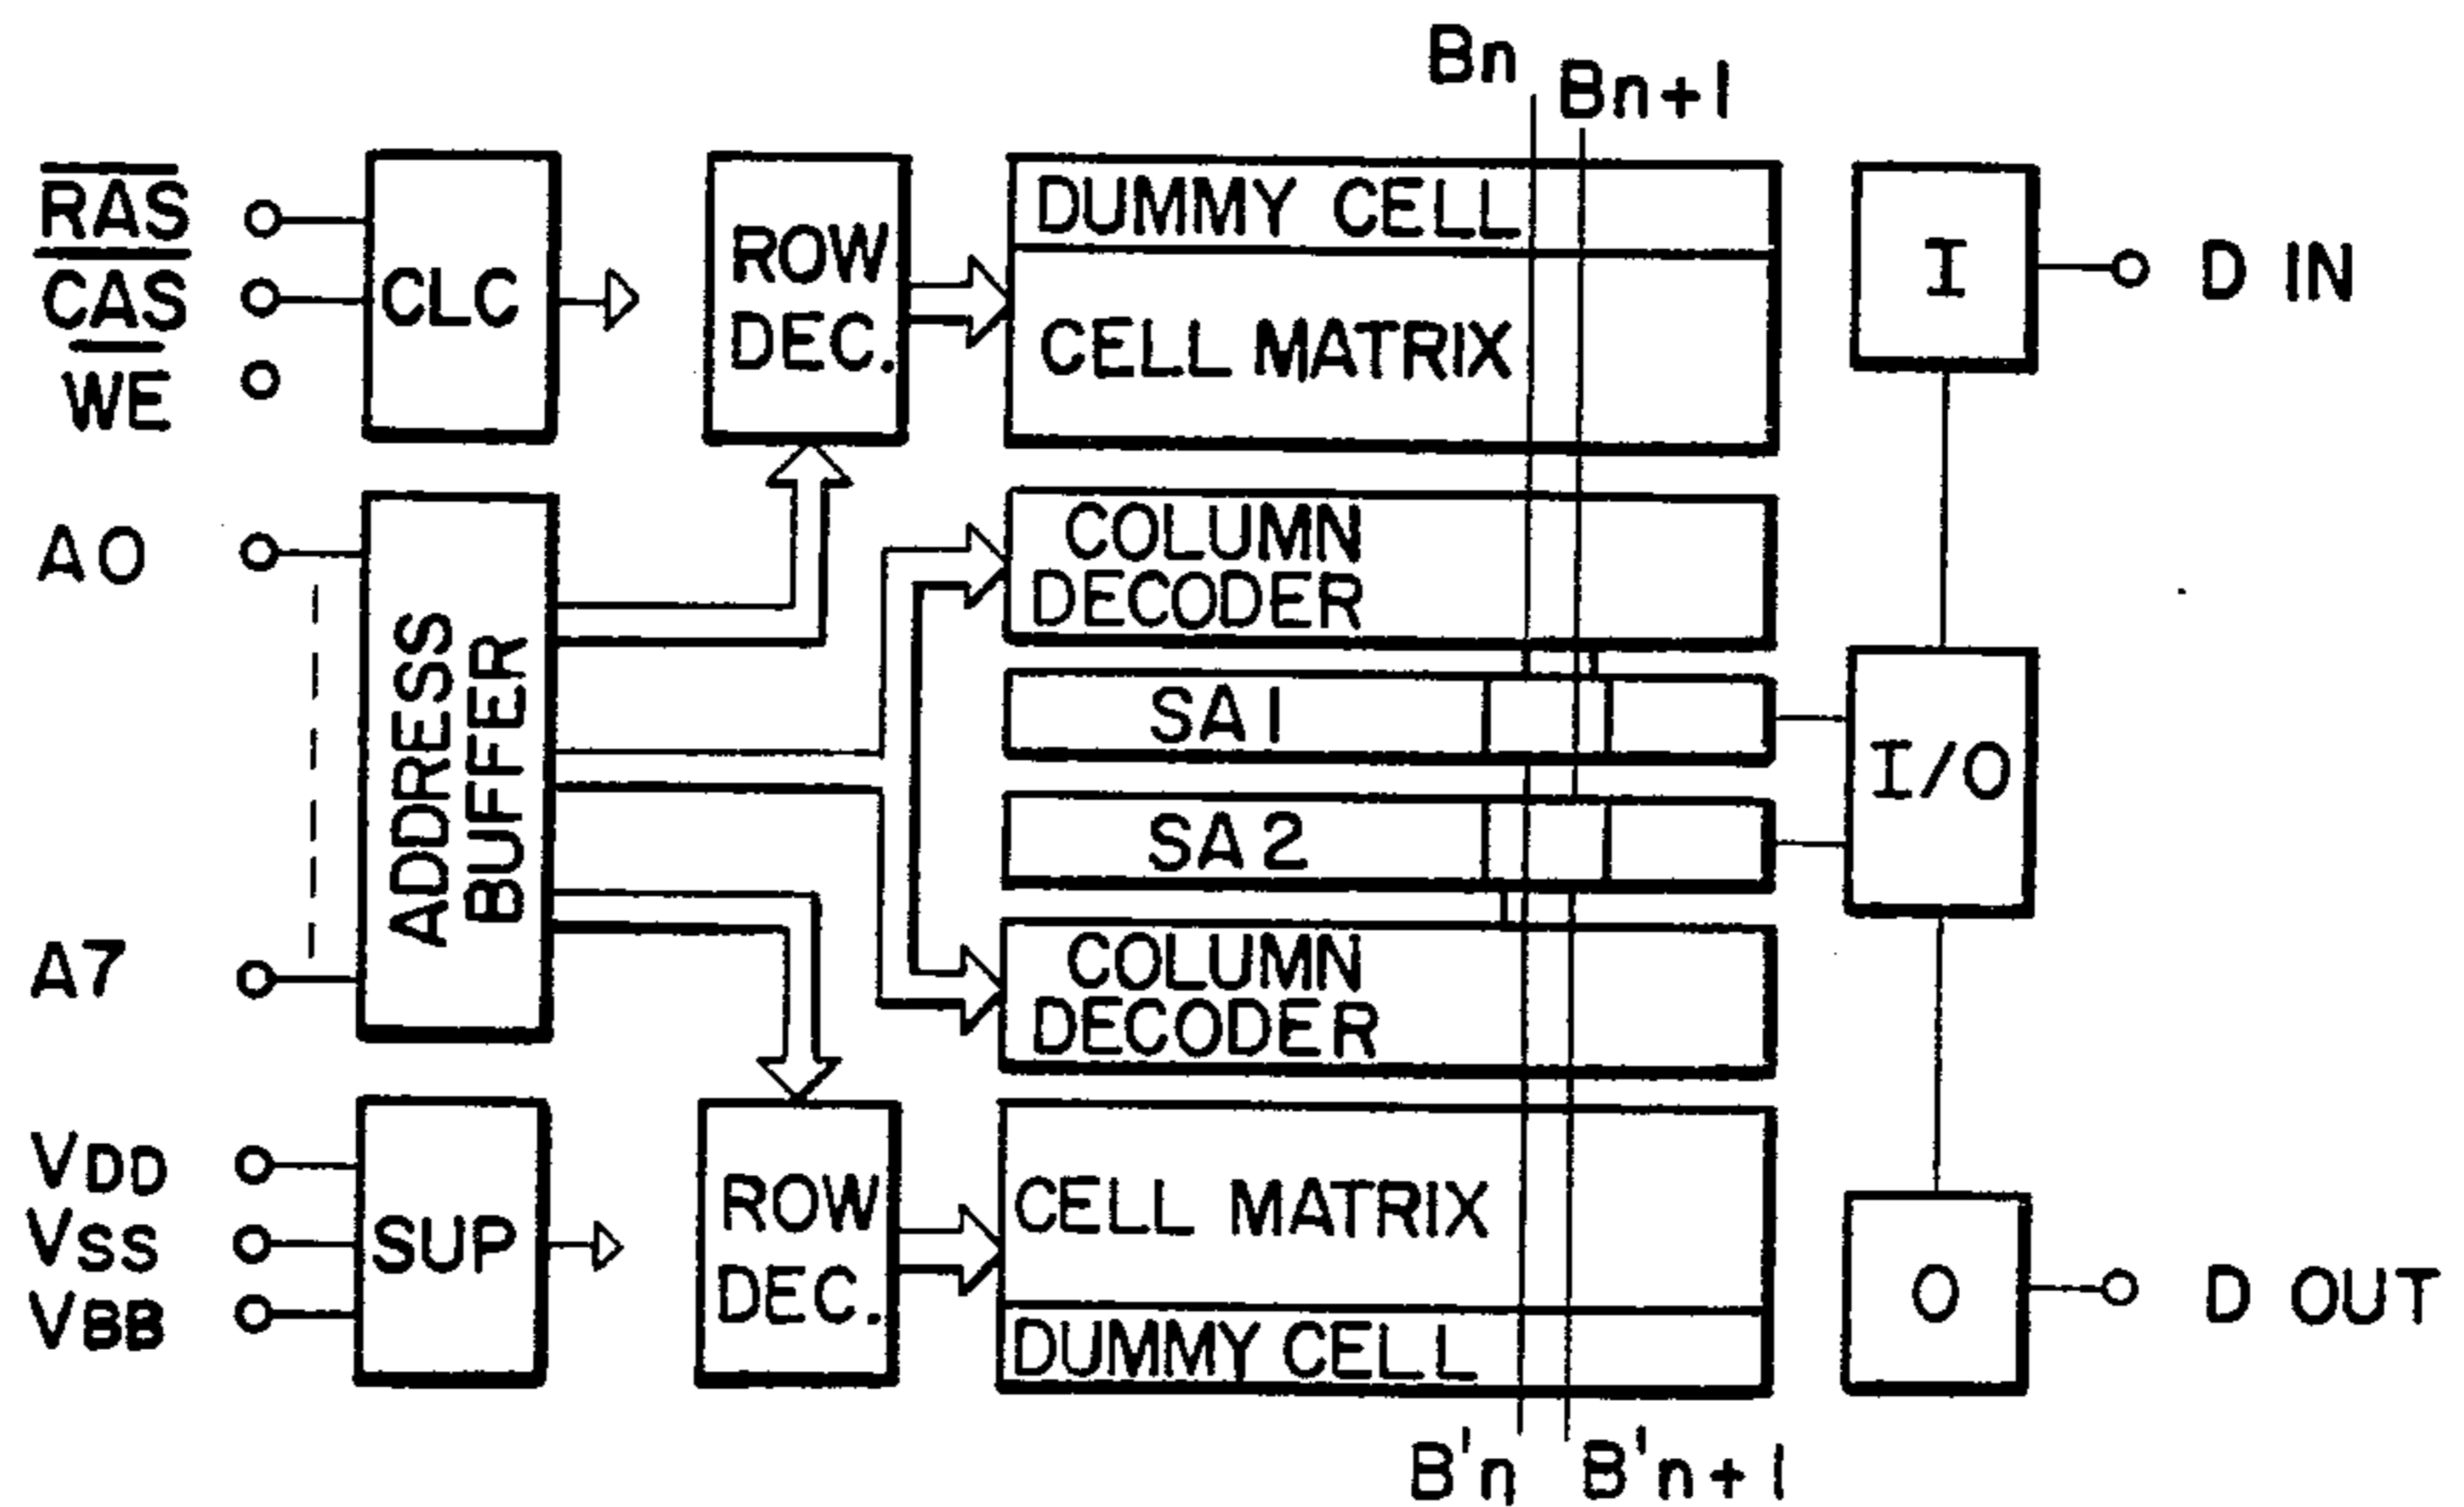 Bn
Bn+1
RAS
CAS
WE
CLC
ROW
DEC.
DUMMY CELL
CELL MATRIX
I
D IN
A0
A7
ADDRESS
BUFFER
COLUMN
DECODER
SA1
SA2
I/O
COLUMN
DECODER
VDD
VSS
VBB
SUP
ROW
DEC.
CELL MATRIX
DUMMY CELL
O
D OUT
B'n
B'n+1